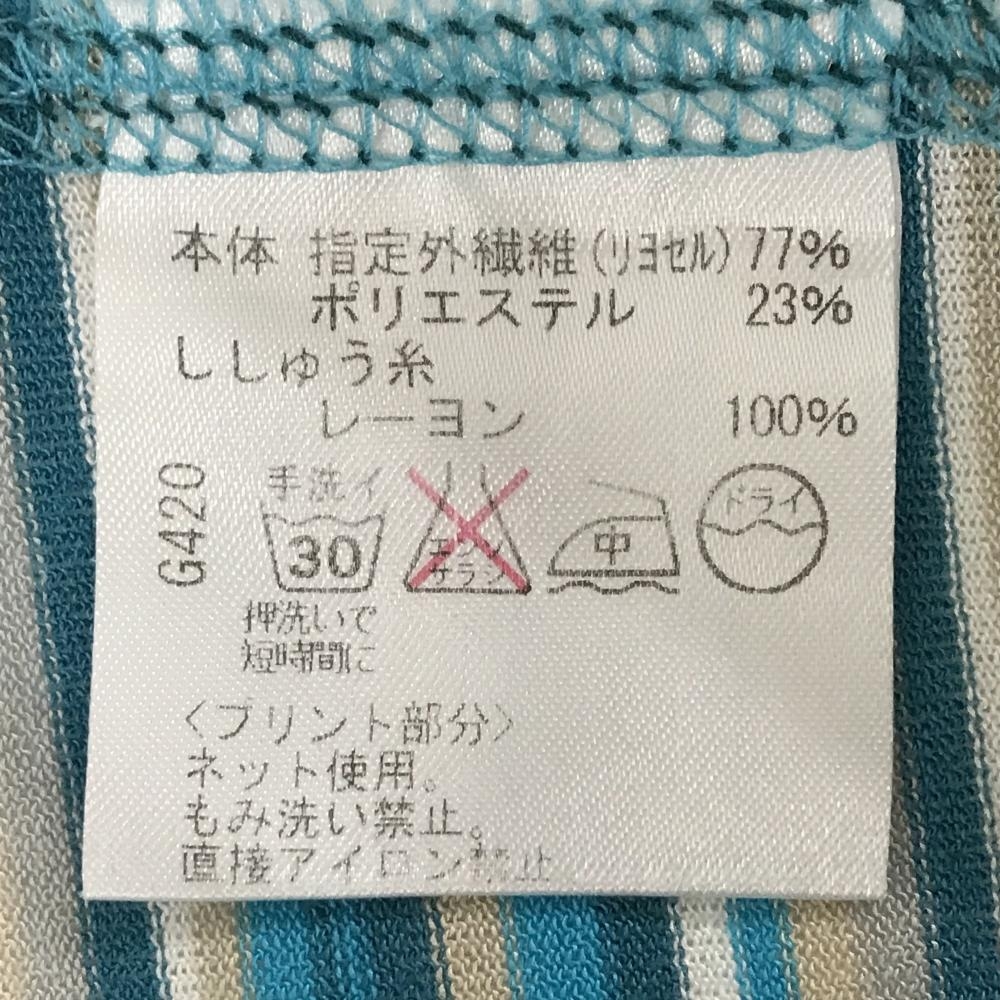 本体 指定外繊維(リヨセル)77%
ポリエステル 23%
ししゅう糸
レーヨン 100%
G420
手洗イ
30
エンソ
サラシ
中
ドライ
押洗いで
短時間に
〈プリント部分〉
ネット使用。
もみ洗い禁止。
直接アイロン禁止